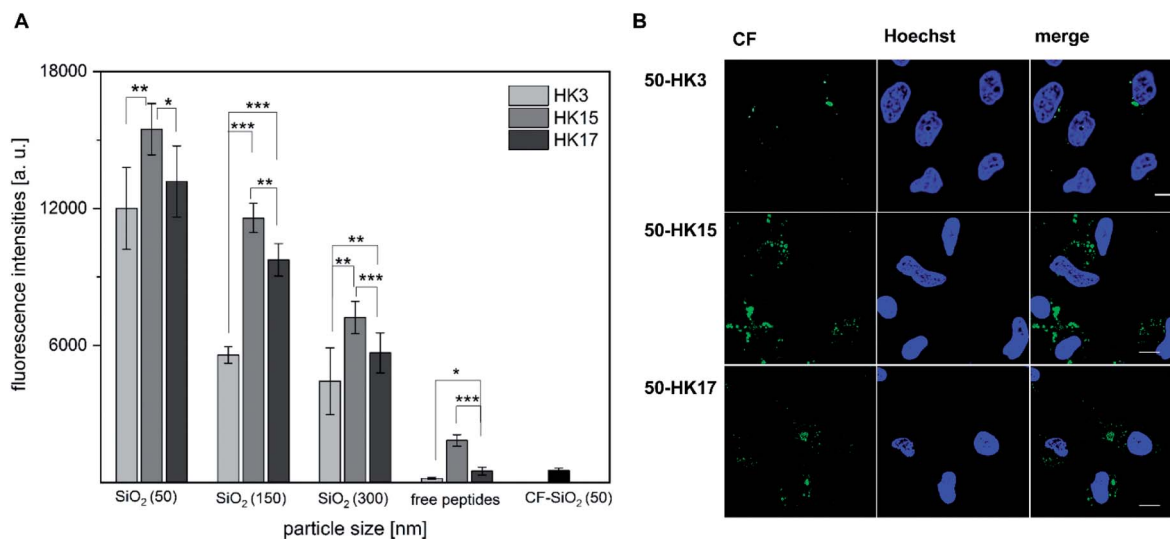 A
fluorescence intensities [a. u.]
18000
12000
6000
HK3
HK15
HK17
**
*
***
***
**
**
**
***
*
***
SiO₂ (50)
SiO₂ (150)
SiO₂ (300)
free peptides
CF-SiO₂ (50)
particle size [nm]
B
CF
Hoechst
merge
50-HK3
50-HK15
50-HK17